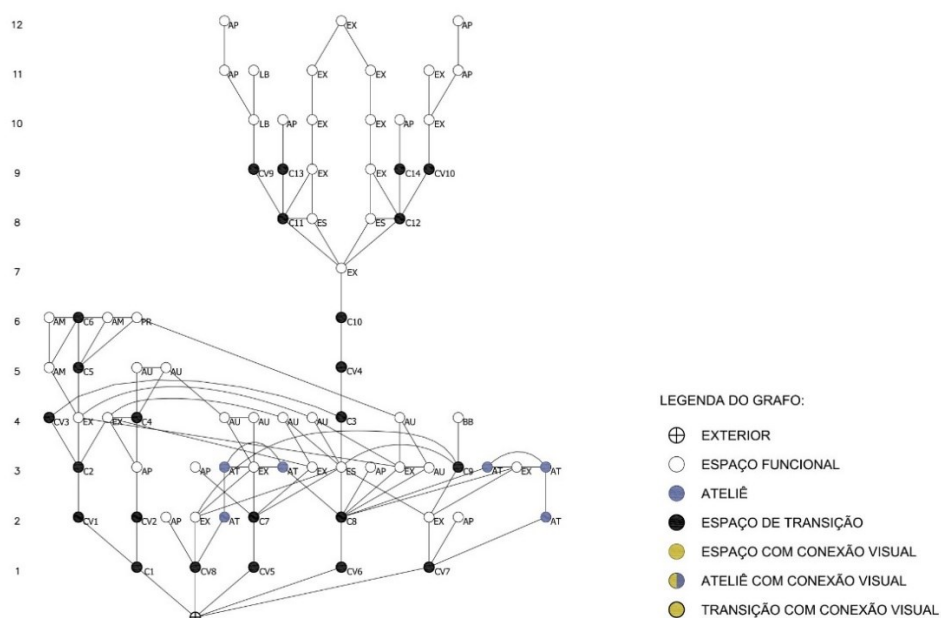 12 AP EX AP
11 AP LB EX EX EX AP
10 LB AP EX EX AP EX
9 CV9 C13 EX EX C14 CV10
8 C11 ES ES C12
7 EX
6 AM C6 AM PR C10
5 AM C5 AU AU CV4
4 CV3 EX EX C4 AU AU AU AU C3 AU BB
3 C2 AP AP AT EX AT EX ES AP EX AU C9 AT EX AT
2 CV1 CV2 AP EX AT C7 C8 EX AP AT
1 C1 CV8 CV5 CV6 CV7
LEGENDA DO GRAFO:
EXTERIOR
ESPAÇO FUNCIONAL
ATELIÊ
ESPAÇO DE TRANSIÇÃO
ESPAÇO COM CONEXÃO VISUAL
ATELIÊ COM CONEXÃO VISUAL
TRANSIÇÃO COM CONEXÃO VISUAL